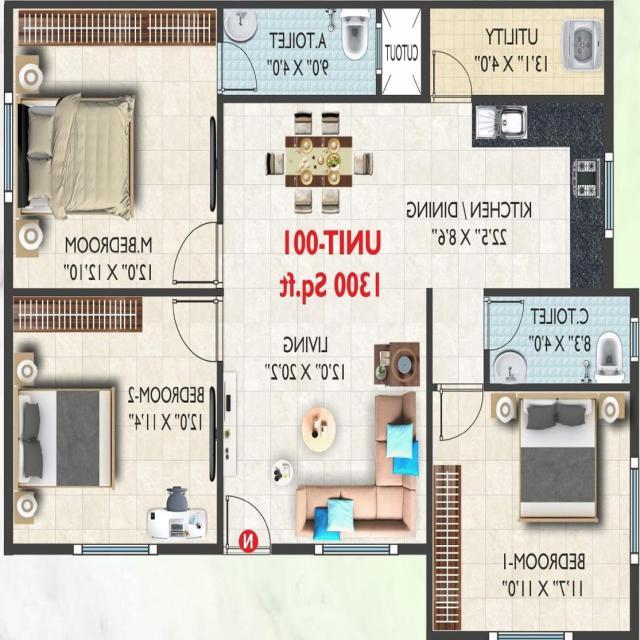 A.TOILET
9'0" X 4'0"
CUTOUT
UTILITY
13'1" X 4'0"
M.BEDROOM
12'0" X 12'10"
KITCHEN / DINING
22'5" X 8'6"
UNIT-001
1300 Sq.ft
C.TOILET
8'3" X 4'0"
LIVING
12'0" X 20'2"
BEDROOM-2
12'0" X 11'4"
N
BEDROOM-1
11'7" X 11'0"